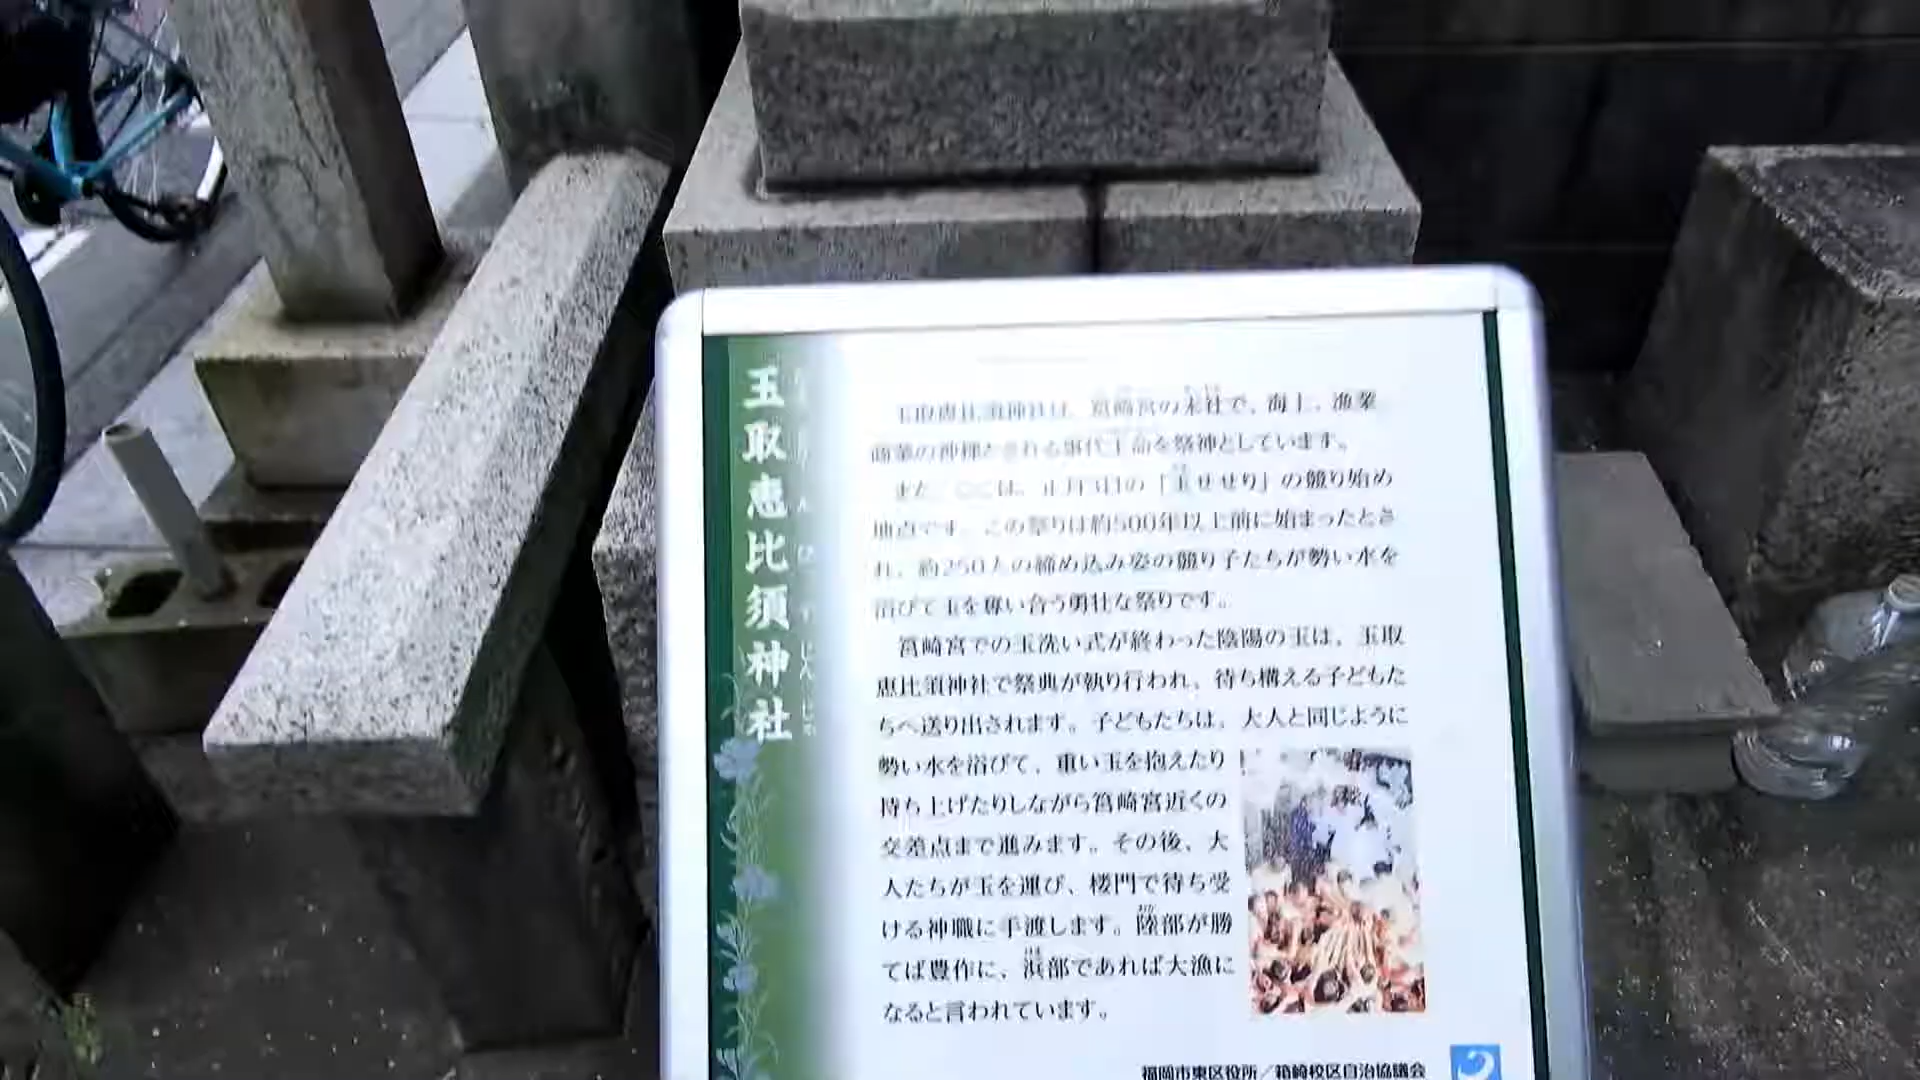 玉取恵比須神社
玉取恵比須神社は、筥崎宮の末社で、海上、漁業
商業の神様とされる事代主命を祭神としています。
また、ここは、正月3日の「玉せせり」の競り始め
地点です。この祭りは約500年以上前に始まったとさ
れ、約250人の締め込み姿の競り子たちが勢い水を
浴びて玉を奪い合う勇壮な祭りです。
筥崎宮での玉洗い式が終わった陰陽の玉は、玉取
恵比須神社で祭典が執り行われ、待ち構える子どもた
ちへ送り出されます。子どもたちは、大人と同じように
勢い水を浴びて、重い玉を抱えたり
持ち上げたりしながら筥崎宮近くの
交差点まで進みます。その後、大
人たちが玉を運び、楼門で待ち受
ける神職に手渡します。陸部が勝
てば豊作に、浜部であれば大漁に
なると言われています。
福岡市東区役所／箱崎校区自治協議会